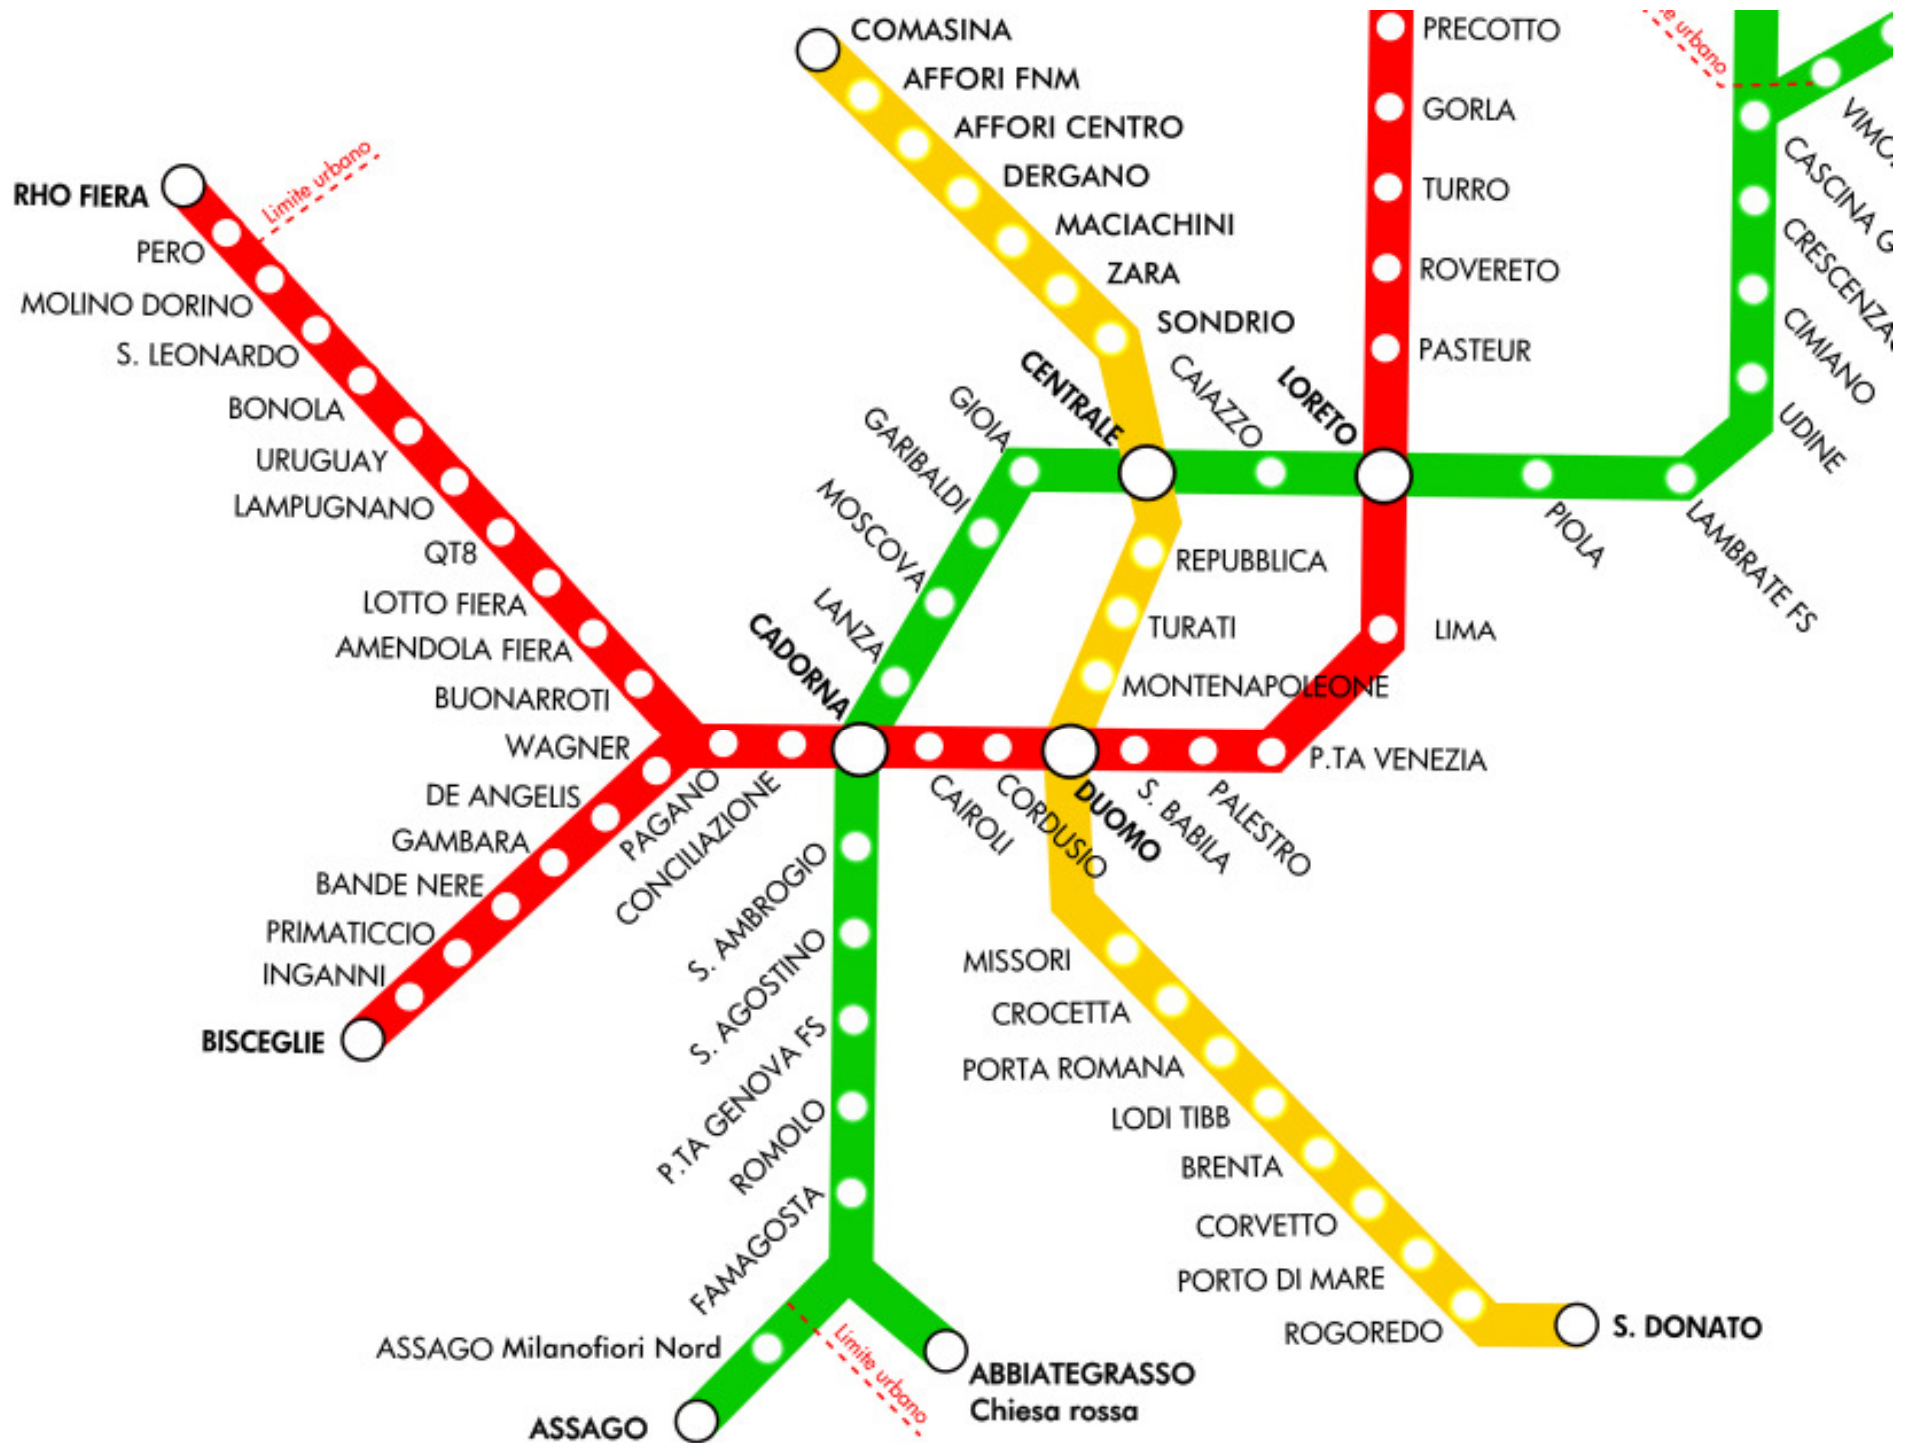 COMASINA
AFFORI FNM
AFFORI CENTRO
DERGANO
MACIACHINI
ZARA
SONDRIO
PRECOTTO
GORLA
TURRO
ROVERETO
PASTEUR
urbano
CASCINA
CIMIANO
UDINE
RHO FIERA
Limite urbano
PERO
MOLINO DORINO
S. LEONARDO
BONOLA
URUGUAY
LAMPUGNANO
QT8
LOTTO FIERA
AMENDOLA FIERA
BUONARROTI
WAGNER
DE ANGELIS
GAMBARA
BANDE NERE
PRIMATICCIO
INGANNI
BISCEGLIE
PAGANO
CONCILIAZIONE
CADORNA
LANZA
MOSCOVA
GARIBALDI
GIOIA
CENTRALE
CAIAZZO
LORETO
PIOLA
LAMBRATE FS
REPUBBLICA
TURATI
MONTENAPOLEONE
LIMA
P.TA VENEZIA
CAIROLI
CORDUSIO
DUOMO
S. BABILA
PALESTRO
S. AMBROGIO
S. AGOSTINO
P.TA GENOVA FS
ROMOLO
FAMAGOSTA
MISSORI
CROCETTA
PORTA ROMANA
LODI TIBB
BRENTA
CORVETTO
PORTO DI MARE
ROGOREDO
S. DONATO
ASSAGO Milanofiori Nord
ASSAGO
Limite urbano
ABBIATEGRASSO
Chiesa rossa